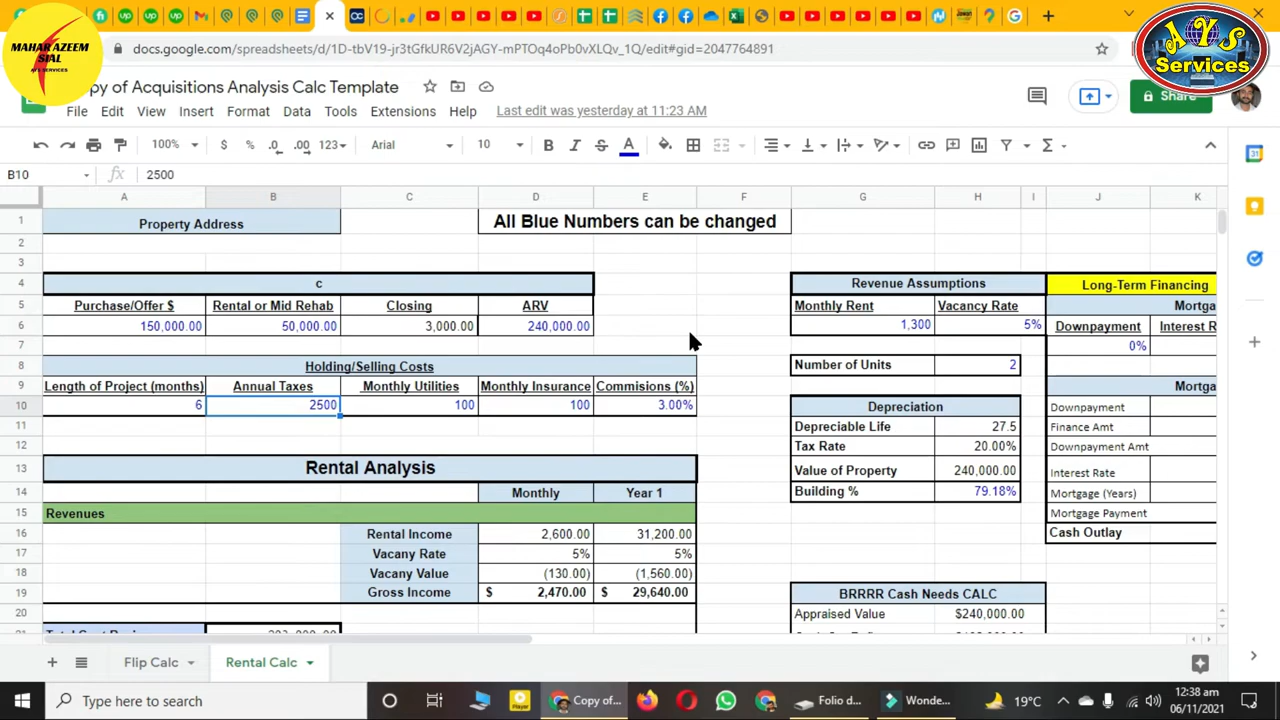 MAHAR AZEEM
SIAL
AYS SERVICES
docs.google.com/spreadsheets/d/1D-tbV19-jr3tGfkUR6V2jAGY-mPTOq4oPb0vXLQv_1Q/edit#gid=2047764891
AYS
Services
py of Acquisitions Analysis Calc Template
Share
File Edit View Insert Format Data Tools Extensions Help Last edit was yesterday at 11:23 AM
100% $ % .0 .00 123 Arial 10 B I S A
B10 fx 2500
A B C D E F G H I J K
1 Property Address All Blue Numbers can be changed
2
3
4 c Revenue Assumptions Long-Term Financing
5 Purchase/Offer $ Rental or Mid Rehab Closing ARV Monthly Rent Vacancy Rate Mortga
6 150,000.00 50,000.00 3,000.00 240,000.00 1,300 5% Downpayment Interest R
7 0%
8 Holding/Selling Costs Number of Units 2
9 Length of Project (months) Annual Taxes Monthly Utilities Monthly Insurance Commisions (%) Mortga
10 6 2500 100 100 3.00% Depreciation Downpayment
11 Depreciable Life 27.5 Finance Amt
12 Tax Rate 20.00% Downpayment Amt
13 Rental Analysis Value of Property 240,000.00 Interest Rate
14 Monthly Year 1 Building % 79.18% Mortgage (Years)
15 Revenues Mortgage Payment
16 Rental Income 2,600.00 31,200.00 Cash Outlay
17 Vacany Rate 5% 5%
18 Vacany Value (130.00) (1,560.00)
19 Gross Income $ 2,470.00 $ 29,640.00 BRRRR Cash Needs CALC
20 Appraised Value $240,000.00
Flip Calc Rental Calc
Type here to search
Copy of... Folio d... Wonde... 19°C 12:38 am
06/11/2021